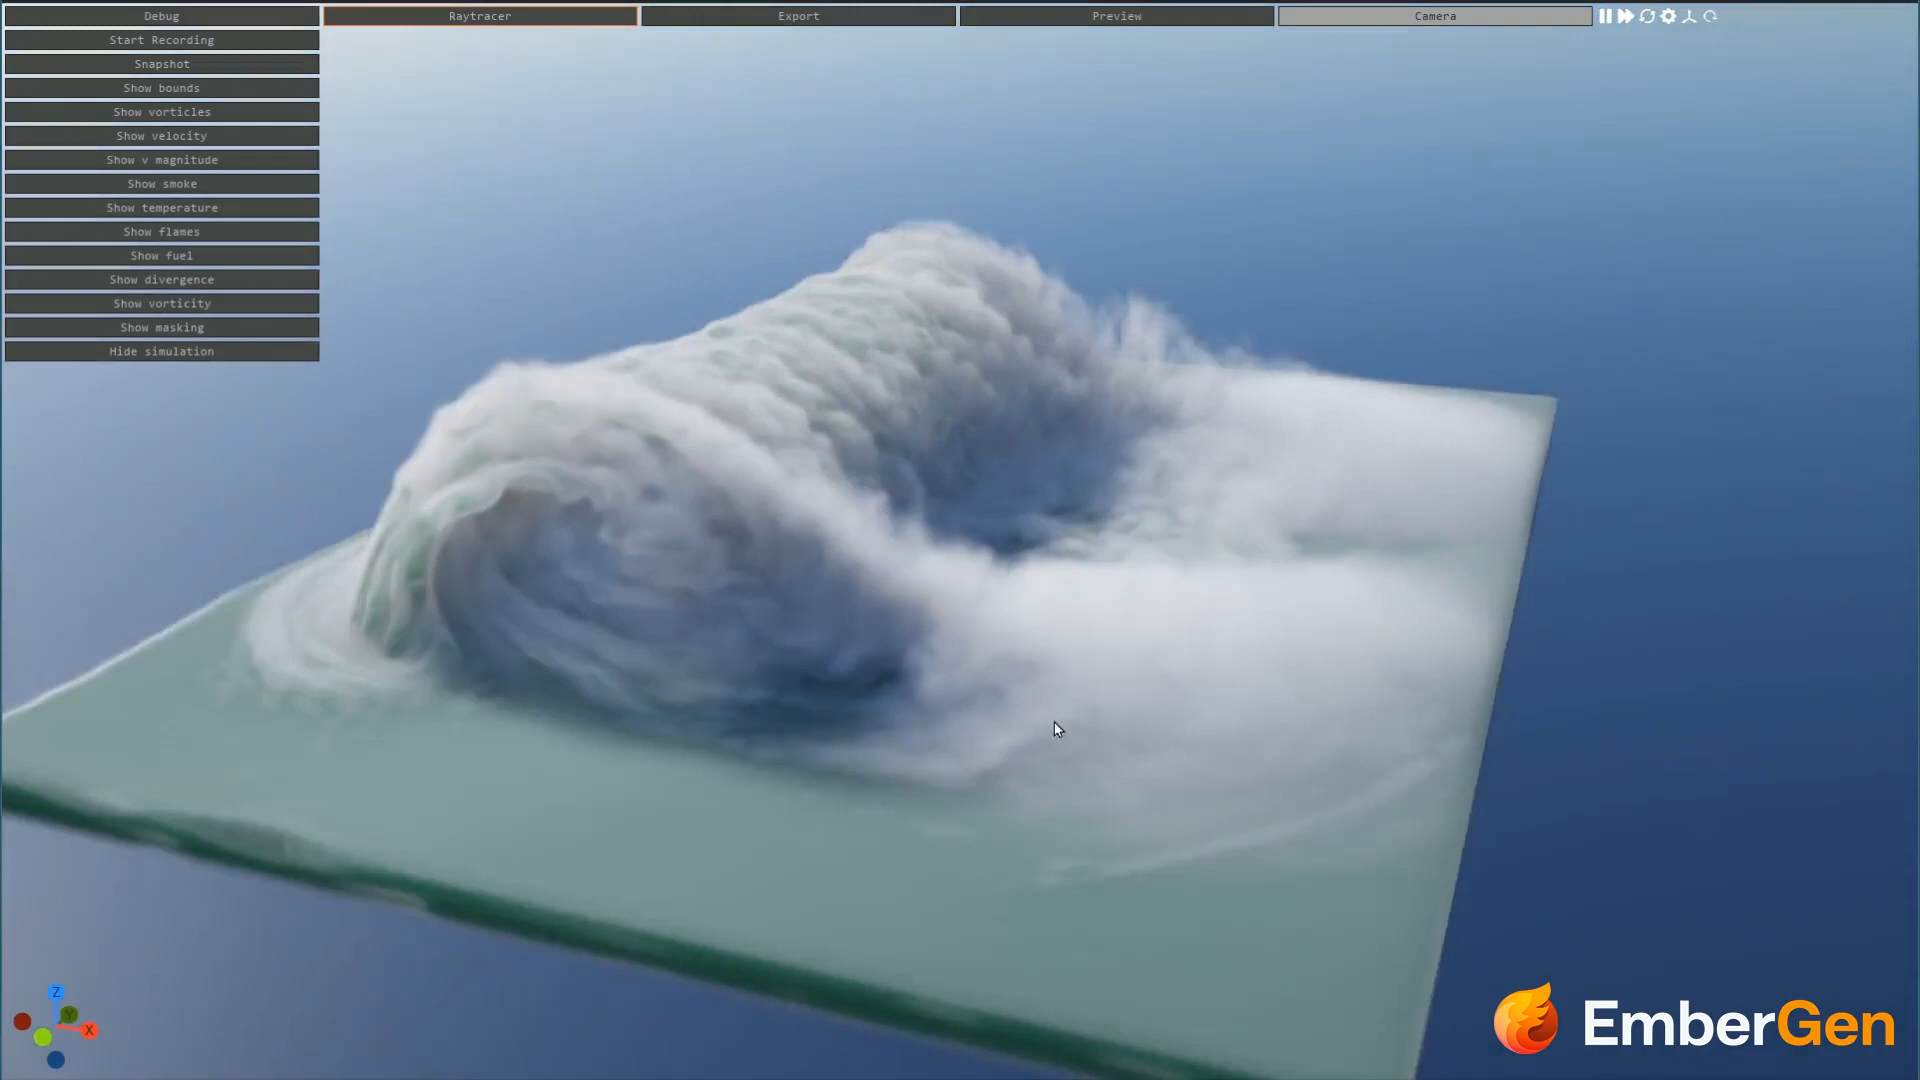 Debug
Raytracer
Export
Preview
Camera
Start Recording
Snapshot
Show bounds
Show vorticles
Show velocity
Show v magnitude
Show smoke
Show temperature
Show flames
Show fuel
Show divergence
Show vorticity
Show masking
Hide simulation
Z
Y
X
EmberGen